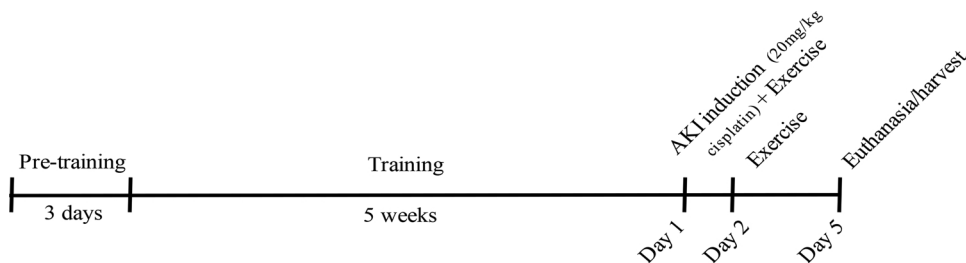 AKI induction (20mg/kg
cisplatin) + Exercise
Exercise
Euthanasia/harvest
Pre-training
Training
3 days
5 weeks
Day 1
Day 2
Day 5